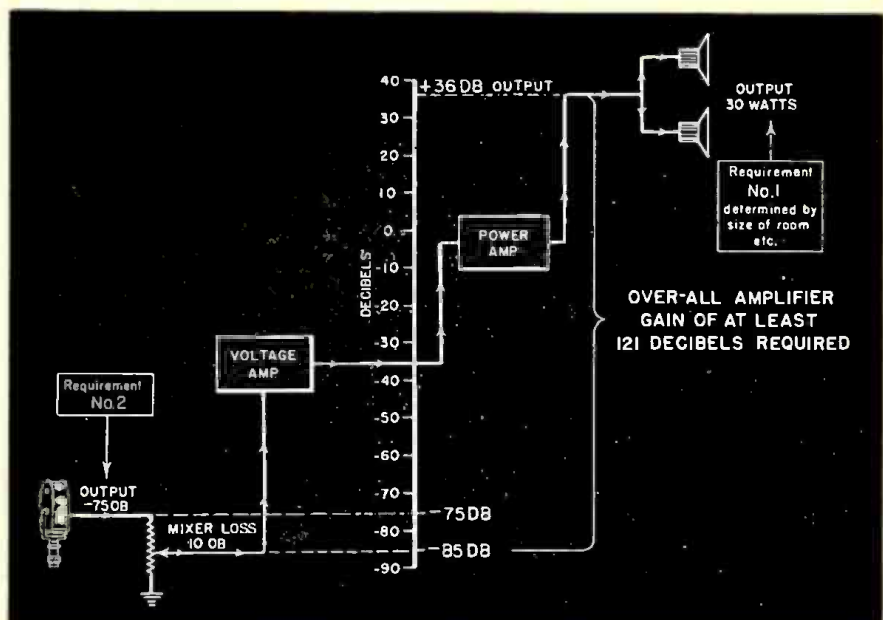 +36 DB OUTPUT
OUTPUT
30 WATTS
Requirement
No.1
determined by
size of room
etc.
40
30
20
10
0
-10
-20
-30
-40
-50
-60
-70
-80
-90
DECIBELS
POWER
AMP.
OVER-ALL AMPLIFIER
GAIN OF AT LEAST
121 DECIBELS REQUIRED
VOLTAGE
AMP.
Requirement
No.2
OUTPUT
-75DB
-75DB
MIXER LOSS
10 DB
-85DB